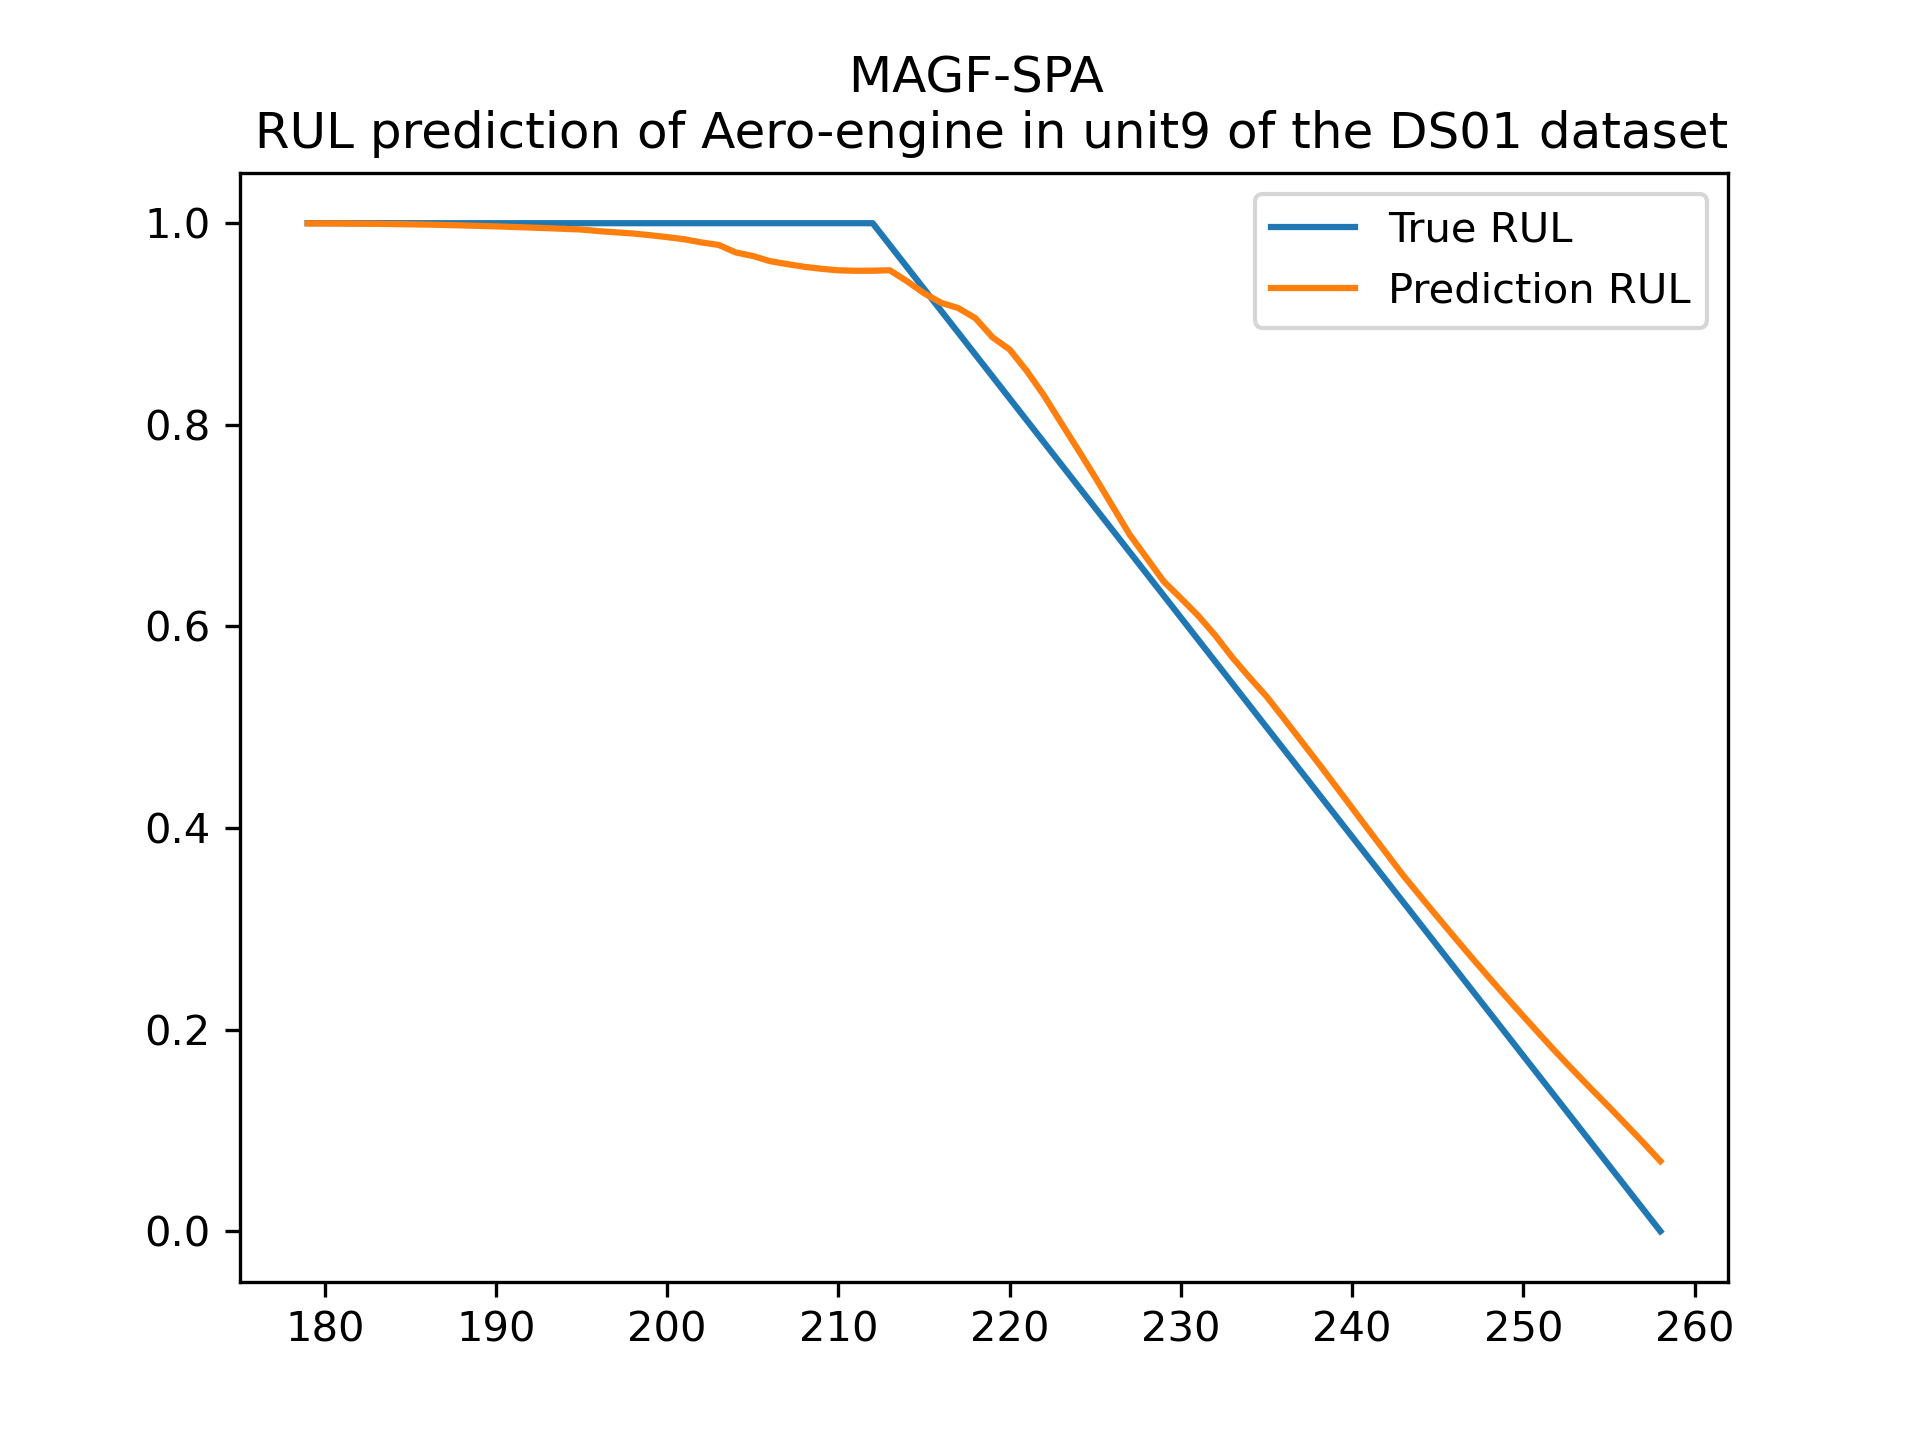 MAGF-SPA
RUL prediction of Aero-engine in unit9 of the DS01 dataset
True RUL
Prediction RUL
1.0
0.8
0.6
0.4
0.2
0.0
180 190 200 210 220 230 240 250 260